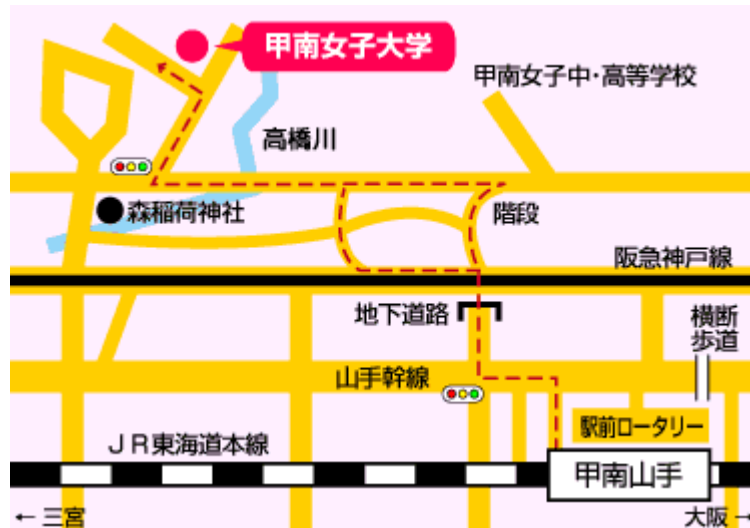 甲南女子大学
甲南女子中・高等学校
高橋川
森稲荷神社
階段
阪急神戸線
地下道路
横断
歩道
山手幹線
駅前ロータリー
JR東海道本線
甲南山手
← 三宮
大阪 →